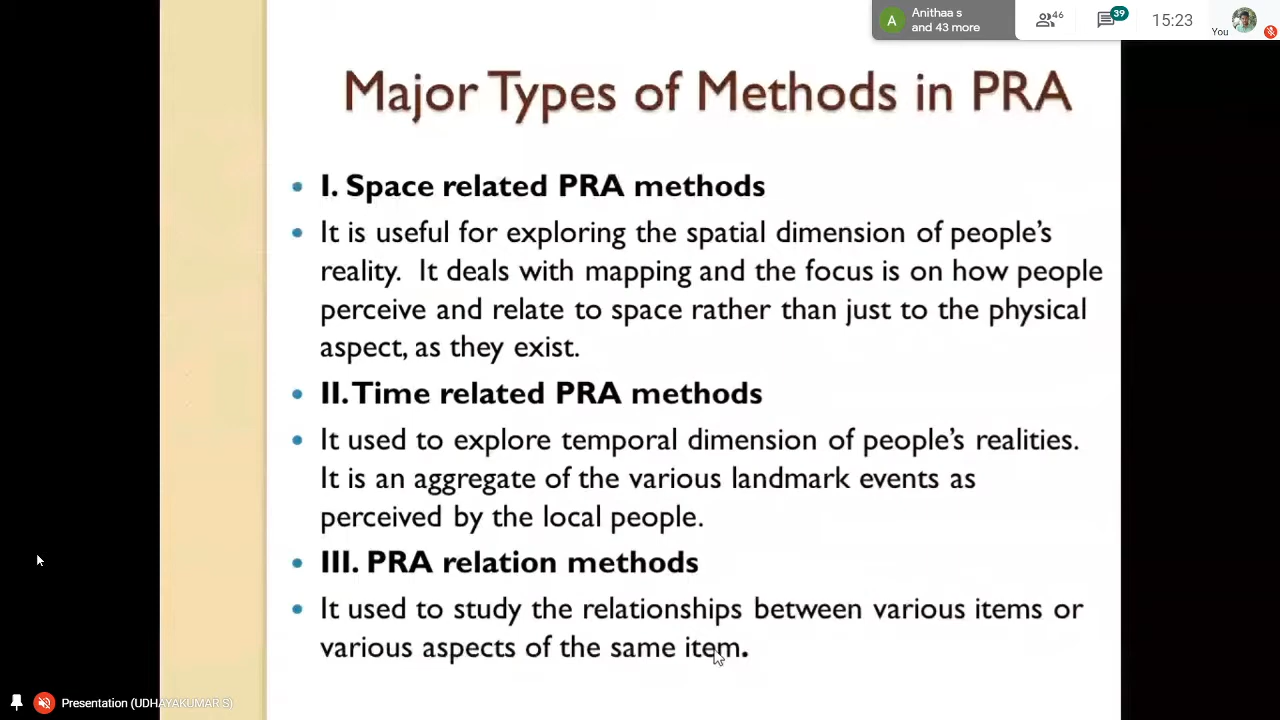 Anithaa s
and 43 more
46
39
15:23
You
A
Major Types of Methods in PRA
• I. Space related PRA methods
• It is useful for exploring the spatial dimension of people's
reality. It deals with mapping and the focus is on how people
perceive and relate to space rather than just to the physical
aspect, as they exist.
• II. Time related PRA methods
• It used to explore temporal dimension of people's realities.
It is an aggregate of the various landmark events as
perceived by the local people.
• III. PRA relation methods
• It used to study the relationships between various items or
various aspects of the same item.
Presentation (UDHAYAKUMAR S)